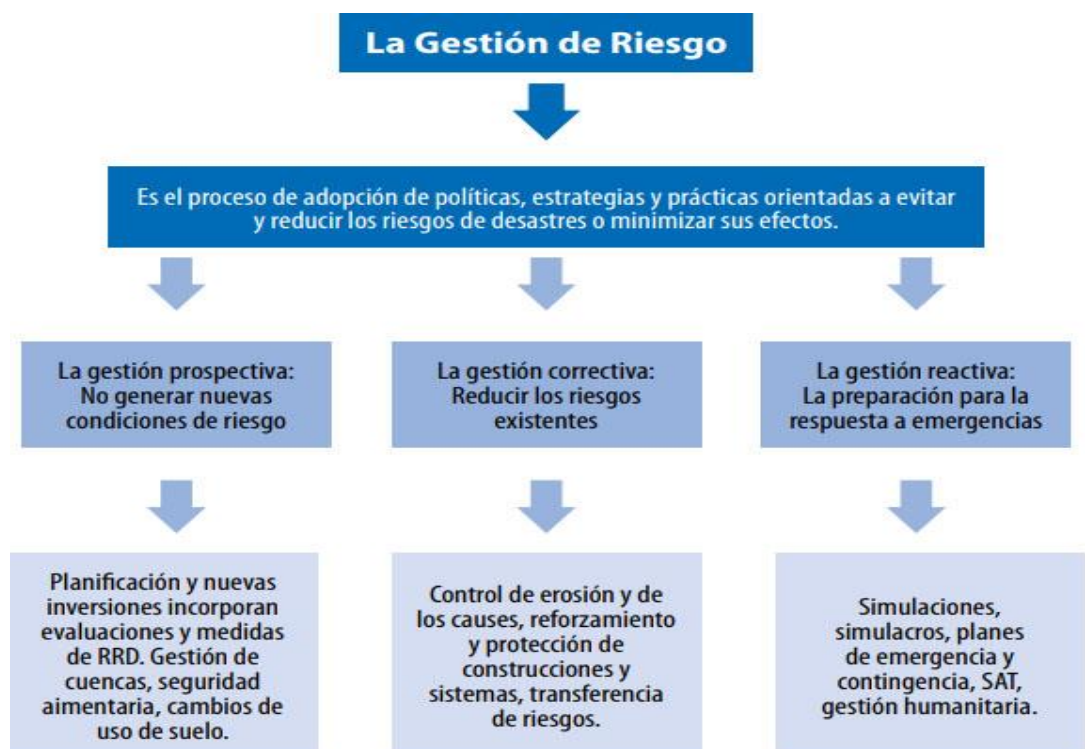 La Gestión de Riesgo
Es el proceso de adopción de políticas, estrategias y prácticas orientadas a evitar
y reducir los riesgos de desastres o minimizar sus efectos.
La gestión prospectiva:
No generar nuevas
condiciones de riesgo
La gestión correctiva:
Reducir los riesgos
existentes
La gestión reactiva:
La preparación para la
respuesta a emergencias
Planificación y nuevas
inversiones incorporan
evaluaciones y medidas
de RRD. Gestión de
cuencas, seguridad
aimentaria, cambios de
uso de suelo.
Control de erosión y de
los causes, reforzamiento
y protección de
construcciones y
sistemas, transferencia
de riesgos.
Simulaciones,
simulacros, planes
de emergencia y
contingencia, SAT,
gestión humanitaria.